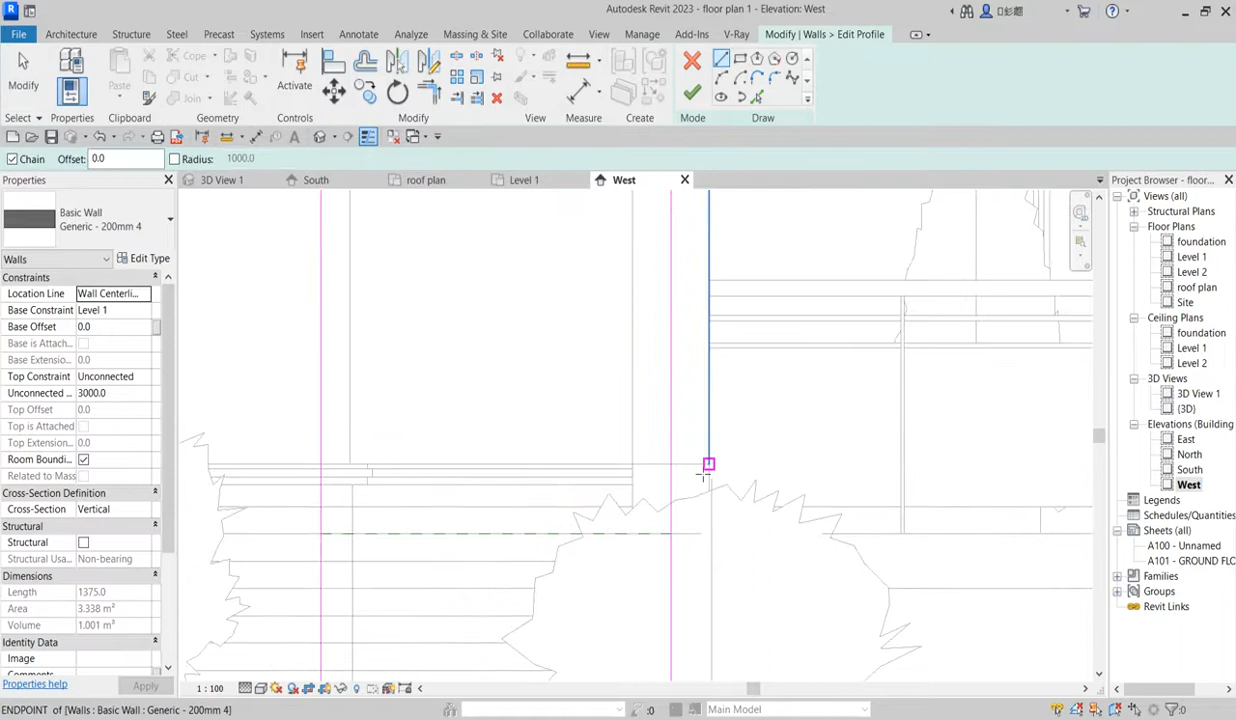 Autodesk Revit 2023 - floor plan 1 - Elevation: West
File Architecture Structure Steel Precast Systems Insert Annotate Analyze Massing & Site Collaborate View Manage Add-Ins V-Ray Modify | Walls > Edit Profile
Cope
Cut
Join
Modify Paste Activate
Select Properties Clipboard Geometry Controls Modify View Measure Create Mode Draw
Chain Offset: 0.0 Radius: 1000.0
Properties
3D View 1 South roof plan Level 1 West
Project Browser - floor...
Basic Wall
Generic - 200mm 4
Walls Edit Type
Constraints
Location Line Wall Centerli...
Base Constraint Level 1
Base Offset 0.0
Base is Attach...
Base Extensio...
Top Constraint Unconnected
Unconnected ... 3000.0
Top Offset 0.0
Top is Attached
Top Extension... 0.0
Room Boundi...
Related to Mass
Cross-Section Definition
Cross-Section Vertical
Structural
Structural
Structural Usa... Non-bearing
Dimensions
Length 1375.0
Area 3.338 m²
Volume 1.001 m³
Identity Data
Image
Comments
Properties help Apply
Views (all)
Structural Plans
Floor Plans
foundation
Level 1
Level 2
roof plan
Site
Ceiling Plans
foundation
Level 1
Level 2
3D Views
3D View 1
(3D)
Elevations (Building
East
North
South
West
Legends
Schedules/Quantities
Sheets (all)
A100 - Unnamed
A101 - GROUND FLC
Families
Groups
Revit Links
1 : 100
ENDPOINT of [Walls : Basic Wall : Generic - 200mm 4]
:0 Main Model :0